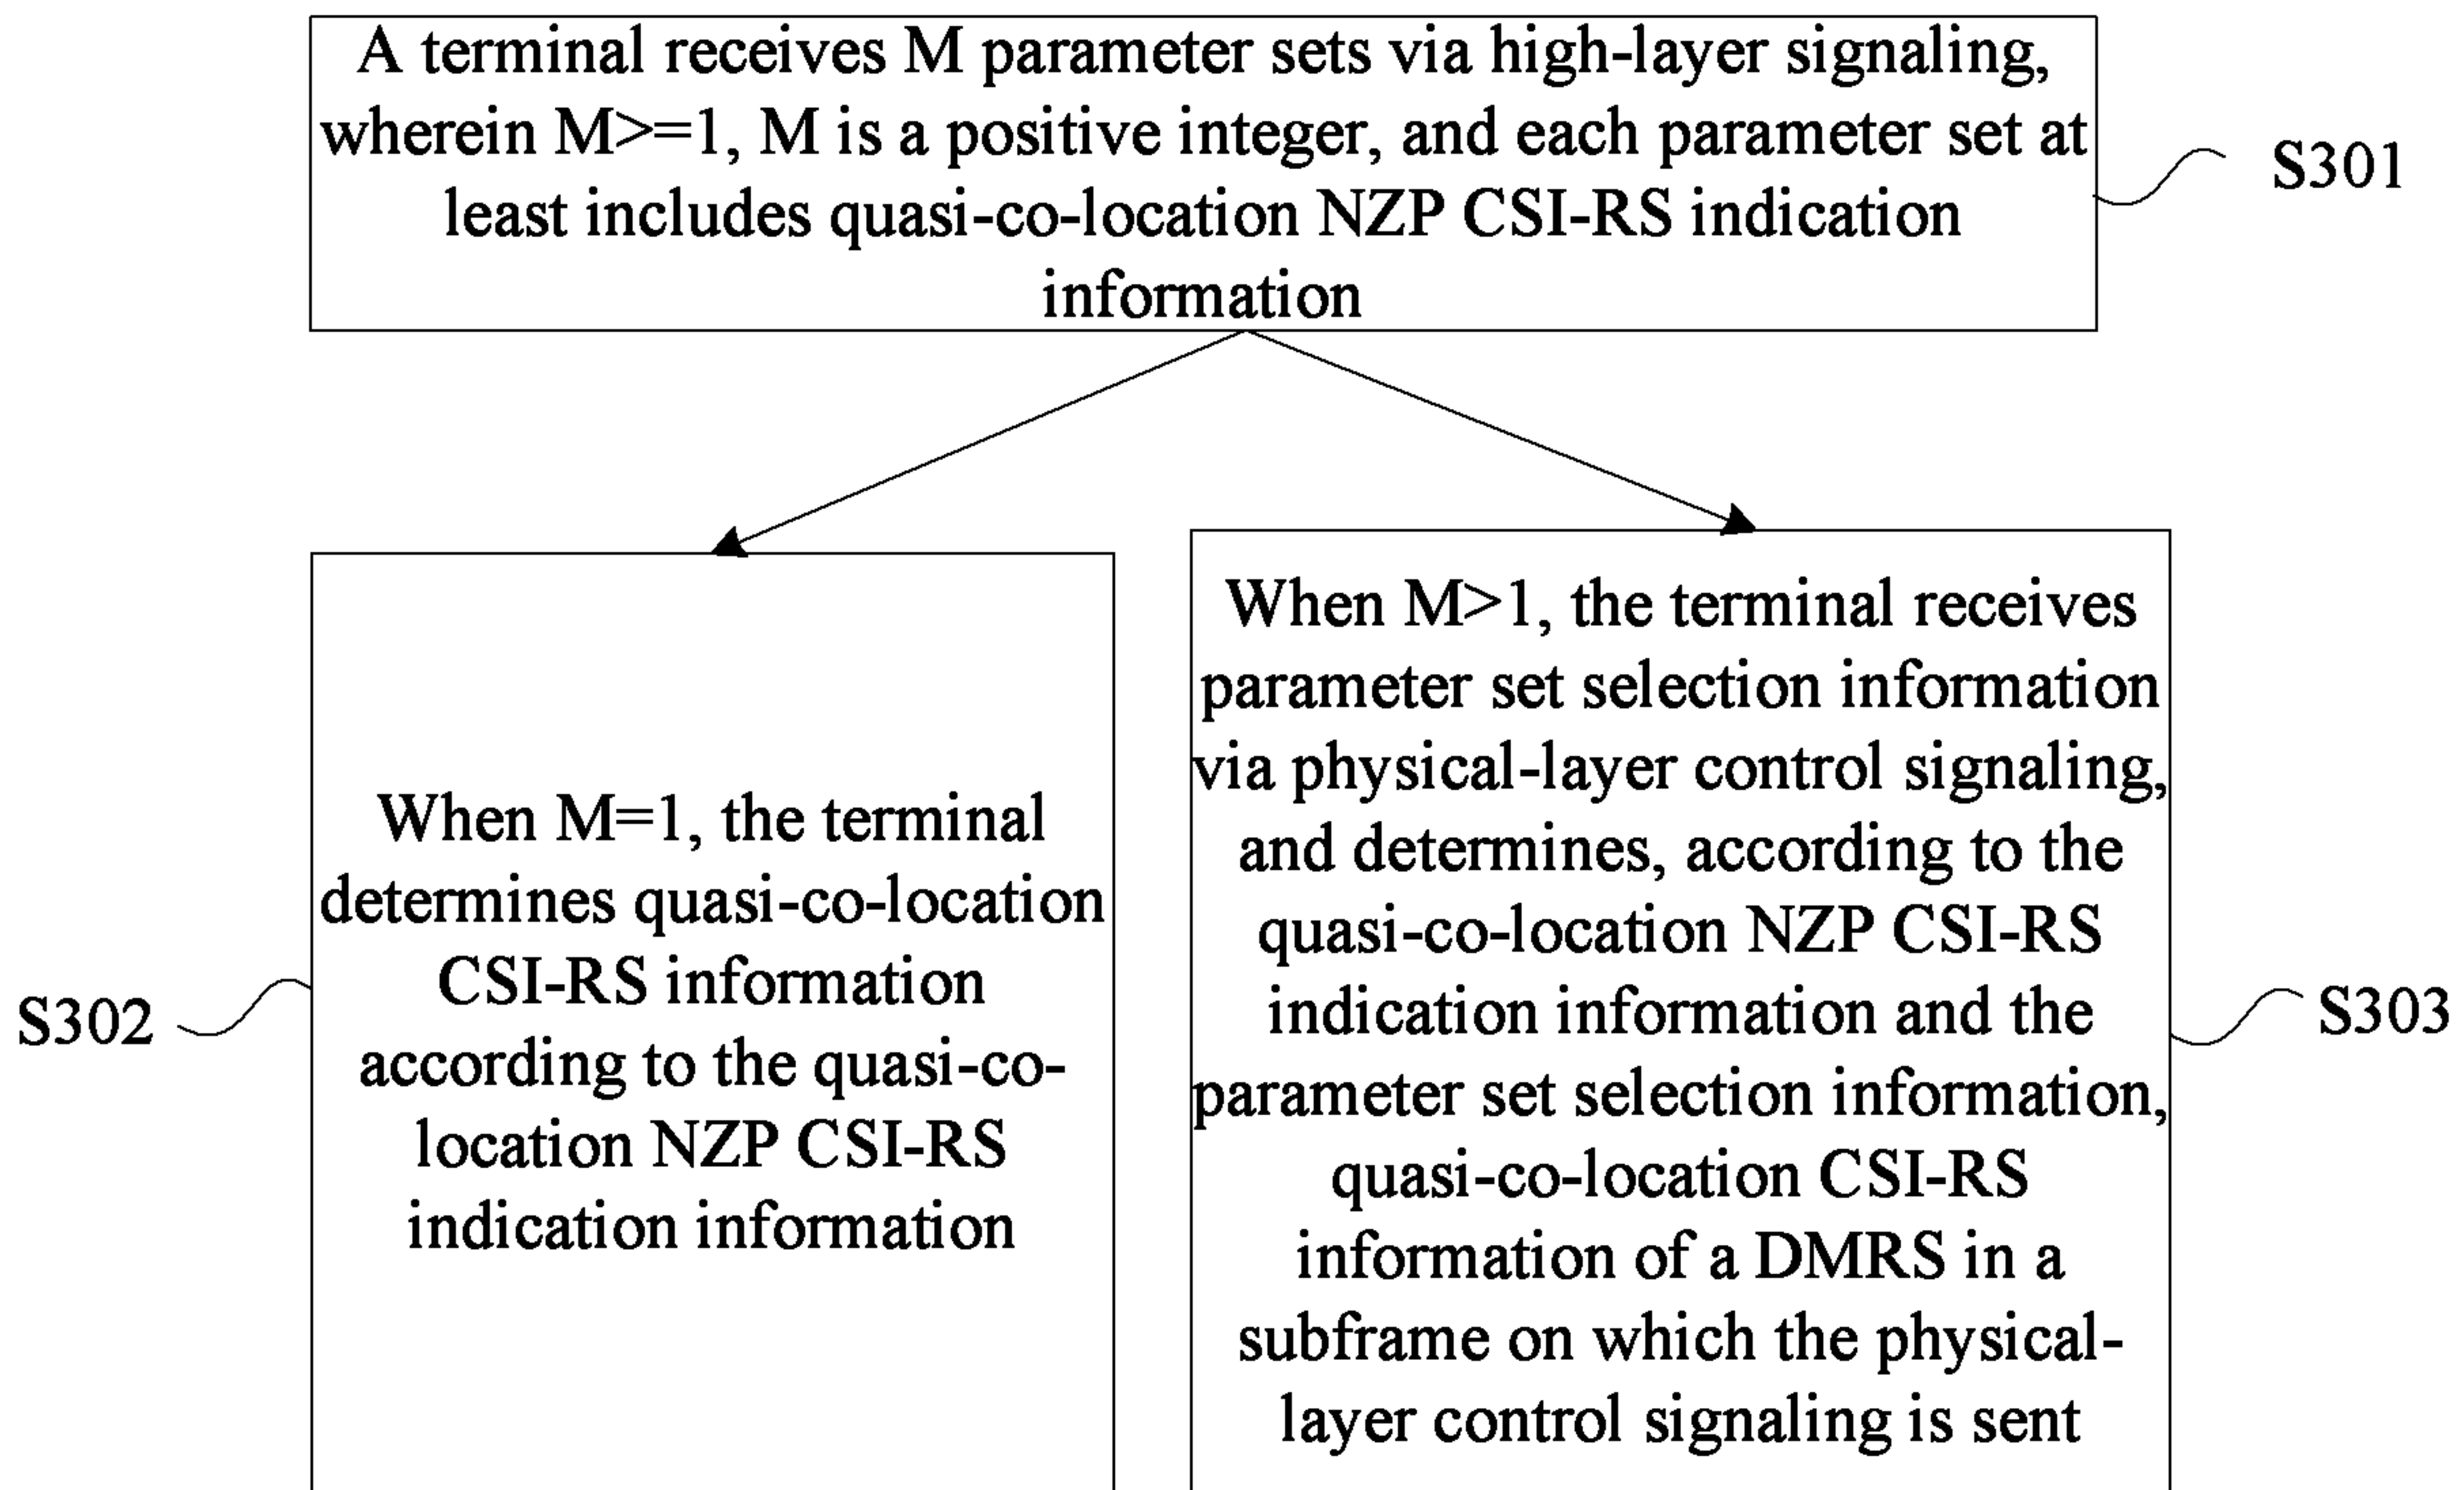 A terminal receives M parameter sets via high-layer signaling,
wherein M>=1, M is a positive integer, and each parameter set at
least includes quasi-co-location NZP CSI-RS indication
information
S301
When M=1, the terminal
determines quasi-co-location
CSI-RS information
according to the quasi-co-
location NZP CSI-RS
indication information
S302
When M>1, the terminal receives
parameter set selection information
via physical-layer control signaling,
and determines, according to the
quasi-co-location NZP CSI-RS
indication information and the
parameter set selection information,
quasi-co-location CSI-RS
information of a DMRS in a
subframe on which the physical-
layer control signaling is sent
S303